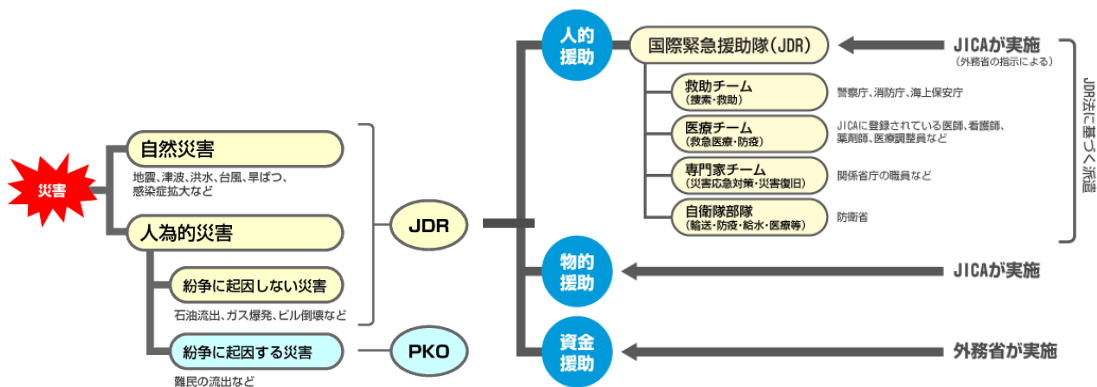 災害
自然災害
地震、津波、洪水、台風、旱ばつ、
感染症拡大など
人為的災害
紛争に起因しない災害
石油流出、ガス爆発、ビル倒壊など
紛争に起因する災害
難民の流出など
JDR
PKO
人的
援助
国際緊急援助隊(JDR)
JICAが実施
(外務省の指示による)
救助チーム
(捜索・救助)
警察庁、消防庁、海上保安庁
医療チーム
(救急医療・防疫)
JICAに登録されている医師、看護師、
薬剤師、医療調整員など
専門家チーム
(災害応急対策・災害復旧)
関係省庁の職員など
自衛隊部隊
(輸送・防疫・給水・医療等)
防衛省
JDR法に基づく派遣
物的
援助
JICAが実施
資金
援助
外務省が実施